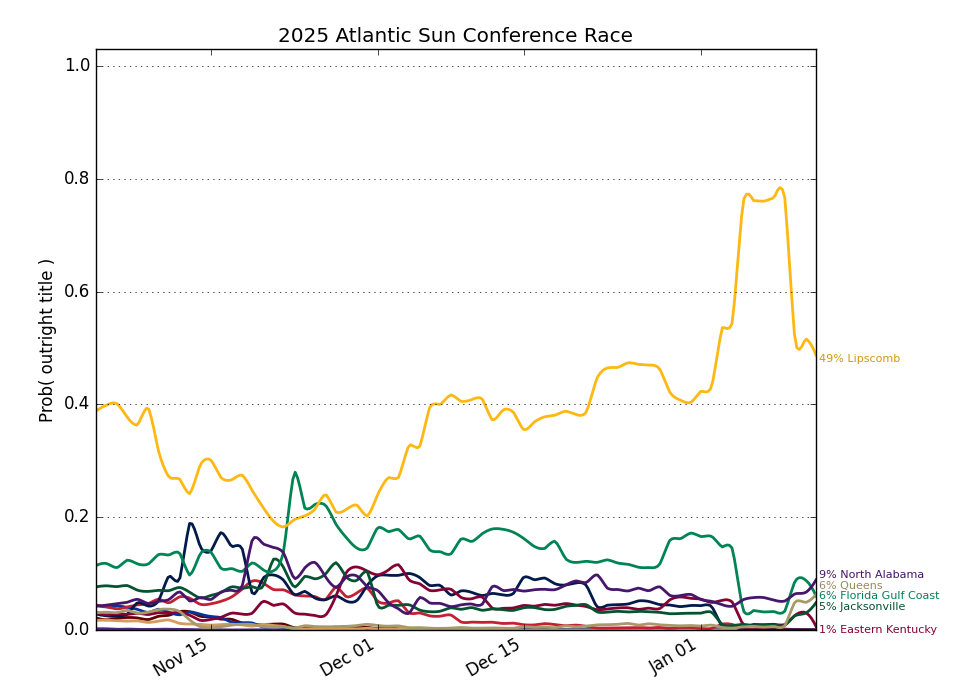 2025 Atlantic Sun Conference Race
1.0
0.8
0.6
0.4
0.2
0.0
Prob( outright title )
49% Lipscomb
9% North Alabama
6% Queens
6% Florida Gulf Coast
5% Jacksonville
1% Eastern Kentucky
Nov 15
Dec 01
Dec 15
Jan 01